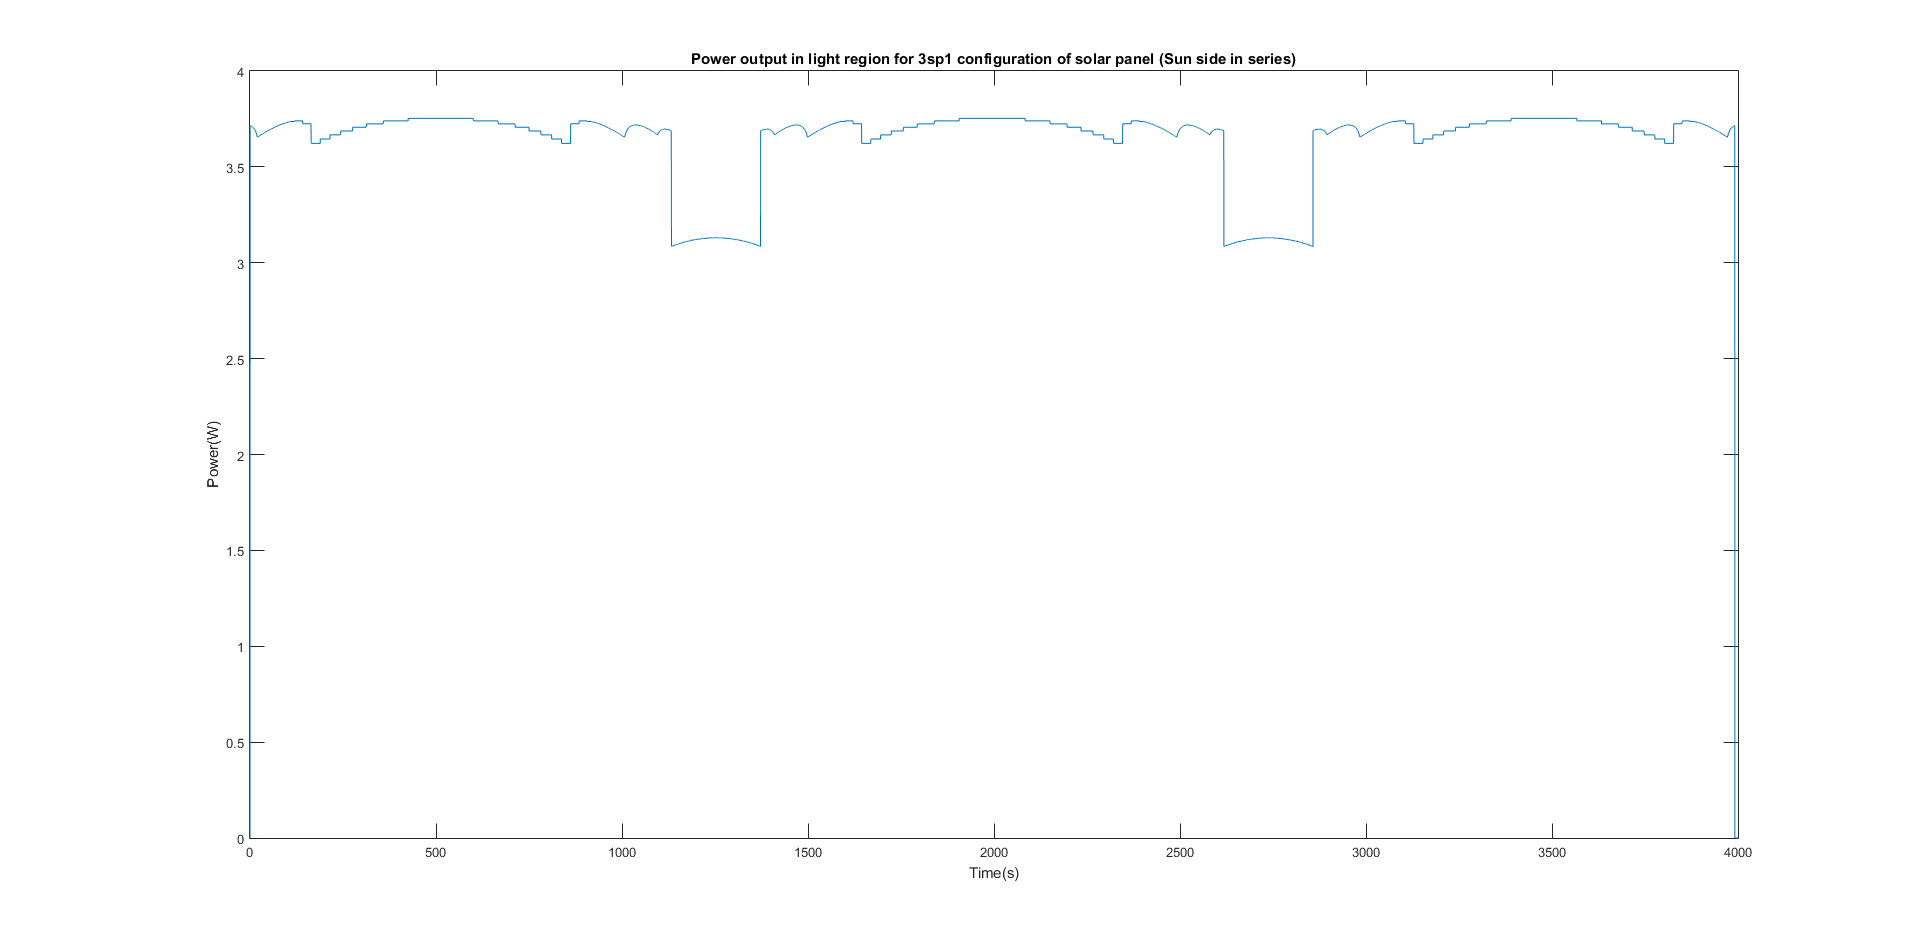 Power output in light region for 3sp1 configuration of solar panel (Sun side in series)
4
3.5
3
2.5
2
1.5
1
0.5
0
Power(W)
0 500 1000 1500 2000 2500 3000 3500 4000
Time(s)